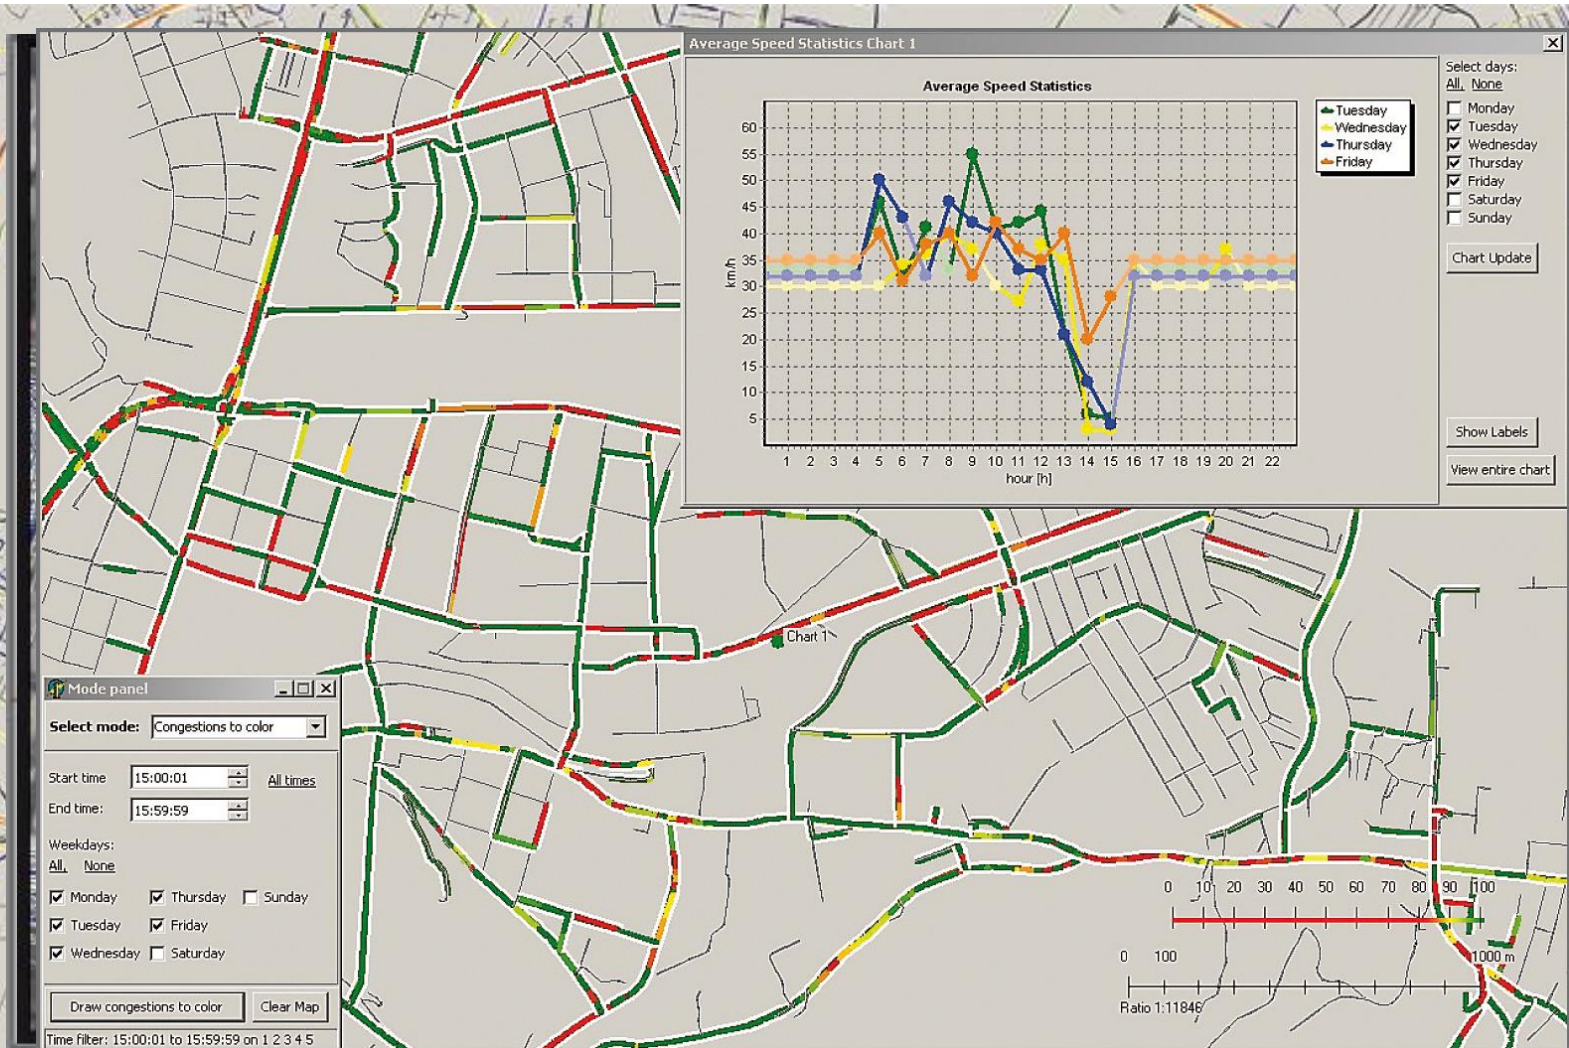 Average Speed Statistics Chart 1
Average Speed Statistics
60
55
50
45
40
35
30
25
20
15
10
5
km/h
1 2 3 4 5 6 7 8 9 10 11 12 13 14 15 16 17 18 19 20 21 22
hour [h]
Tuesday
Wednesday
Thursday
Friday
Select days:
All, None
Monday
Tuesday
Wednesday
Thursday
Friday
Saturday
Sunday
Chart Update
Show Labels
View entire chart
Chart 1
Mode panel
Select mode: Congestions to color
Start time 15:00:01 All times
End time: 15:59:59
Weekdays:
All, None
Monday Thursday Sunday
Tuesday Friday
Wednesday Saturday
Draw congestions to color Clear Map
Time filter: 15:00:01 to 15:59:59 on 1 2 3 4 5
0 10 20 30 40 50 60 70 80 90 100
0 100 1000 m
Ratio 1:11846